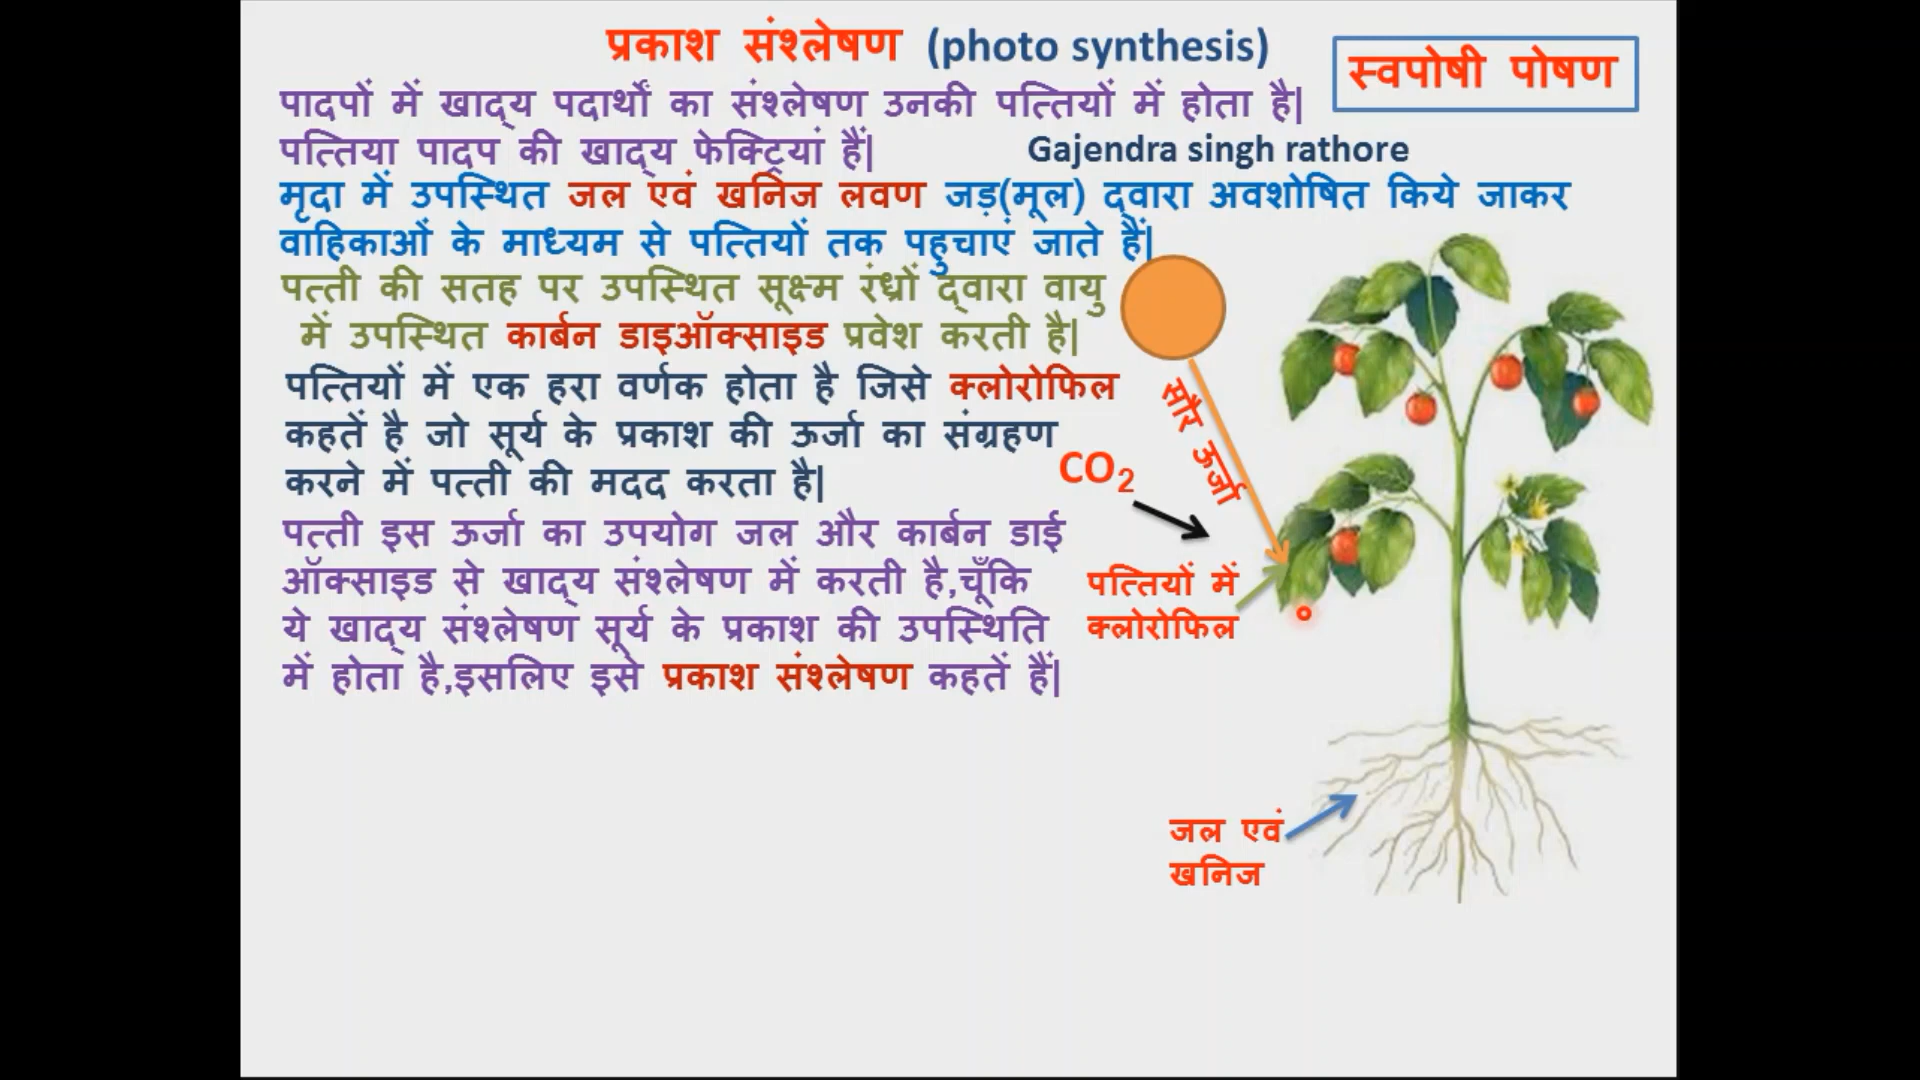 प्रकाश संश्लेषण (photo synthesis)
स्वपोषी पोषण
पादपों में खाद्य पदार्थों का संश्लेषण उनकी पत्तियों में होता है|
पत्तिया पादप की खाद्य फेक्ट्रियां हैं|
Gajendra singh rathore
मृदा में उपस्थित जल एवं खनिज लवण जड़(मूल) द्वारा अवशोषित किये जाकर
वाहिकाओं के माध्यम से पत्तियों तक पहुचाएं जाते हैं|
पत्ती की सतह पर उपस्थित सूक्ष्म रंध्रों द्वारा वायु
में उपस्थित कार्बन डाइऑक्साइड प्रवेश करती है|
पत्तियों में एक हरा वर्णक होता है जिसे क्लोरोफिल
कहतें है जो सूर्य के प्रकाश की ऊर्जा का संग्रहण
करने में पत्ती की मदद करता है|
पत्ती इस ऊर्जा का उपयोग जल और कार्बन डाई
ऑक्साइड से खाद्य संश्लेषण में करती है,चूँकि
ये खाद्य संश्लेषण सूर्य के प्रकाश की उपस्थिति
में होता है,इसलिए इसे प्रकाश संश्लेषण कहतें हैं|
सौर ऊर्जा
CO₂
पत्तियों में
क्लोरोफिल
जल एवं
खनिज